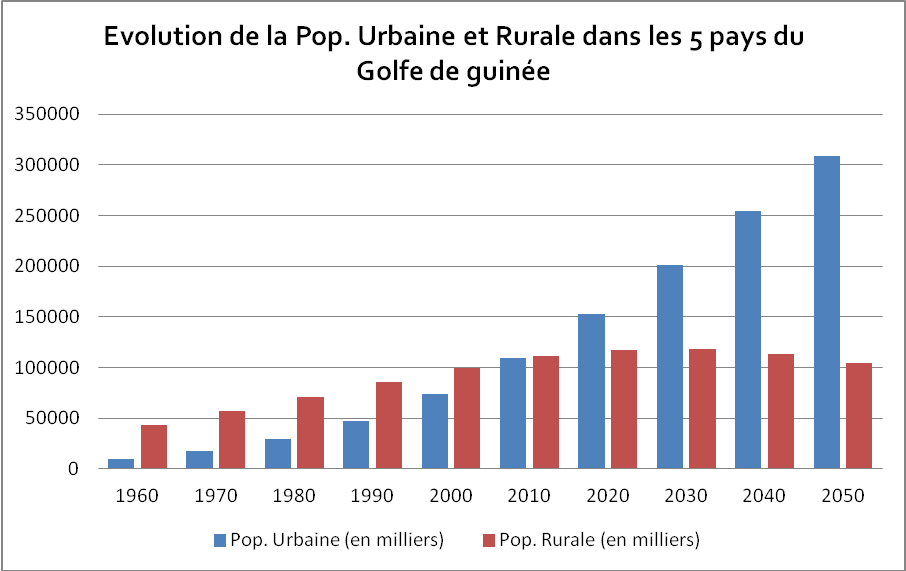 Evolution de la Pop. Urbaine et Rurale dans les 5 pays du
Golfe de guinée
350000
300000
250000
200000
150000
100000
50000
0
1960 1970 1980 1990 2000 2010 2020 2030 2040 2050
Pop. Urbaine (en milliers) Pop. Rurale (en milliers)